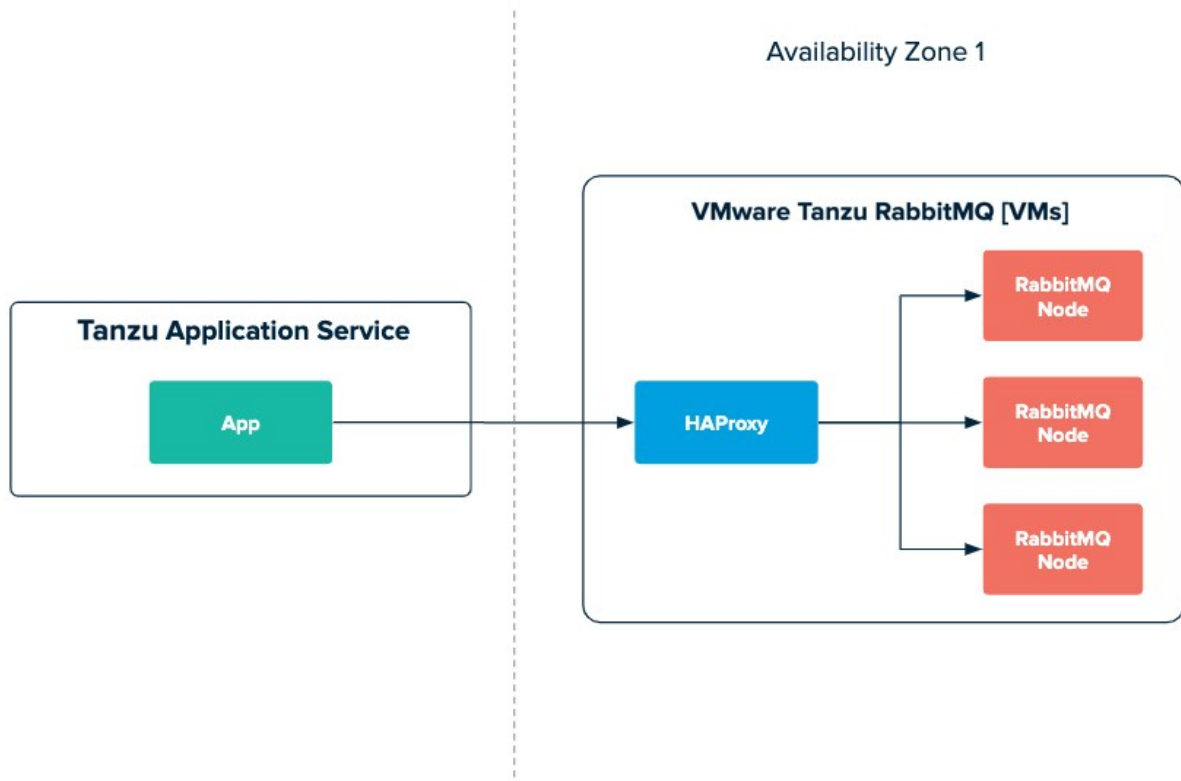 Availability Zone 1
VMware Tanzu RabbitMQ [VMs]
Tanzu Application Service
App
HAProxy
RabbitMQ
Node
RabbitMQ
Node
RabbitMQ
Node